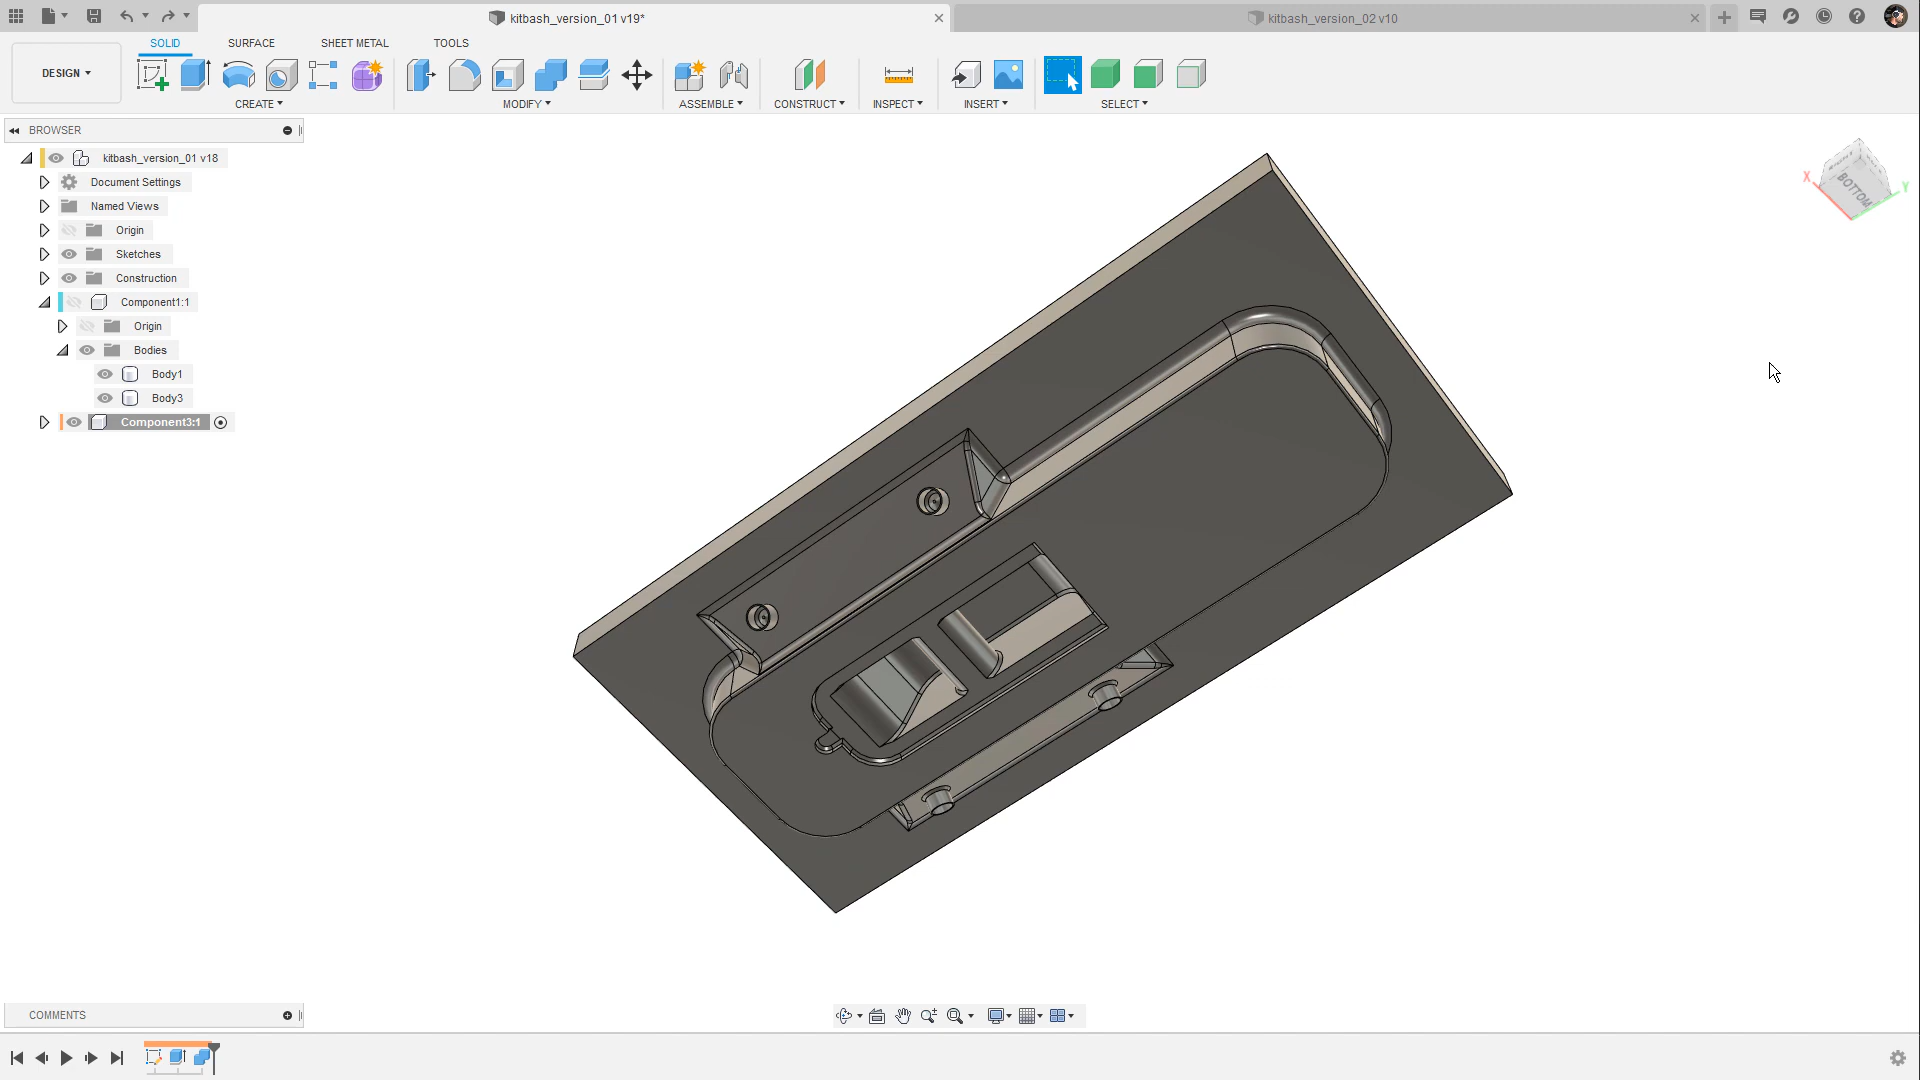 kitbash_version_01 v19*
kitbash_version_02 v10
DESIGN
SOLID
SURFACE
SHEET METAL
TOOLS
CREATE
MODIFY
ASSEMBLE
CONSTRUCT
INSPECT
INSERT
SELECT
BROWSER
kitbash_version_01 v18
Document Settings
Named Views
Origin
Sketches
Construction
Component1:1
Origin
Bodies
Body1
Body3
Component3:1
X
Y
BOTTOM
COMMENTS